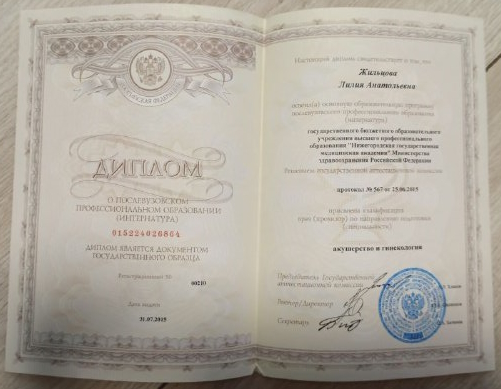 РОССИЙСКАЯ ФЕДЕРАЦИЯ
ДИПЛОМ
О ПОСЛЕВУЗОВСКОМ
ПРОФЕССИОНАЛЬНОМ ОБРАЗОВАНИИ
(ИНТЕРНАТУРА)
015224026864
ДИПЛОМ ЯВЛЯЕТСЯ ДОКУМЕНТОМ
ГОСУДАРСТВЕННОГО ОБРАЗЦА
Регистрационный №
00210
Дата выдачи
31.07.2015
Настоящий диплом свидетельствует о том, что
Жильцова
Лилия Анатольевна
освоил(а) основную образовательную программу
послевузовского профессионального образования
(интернатура)
государственного бюджетного образовательного
учреждения высшего профессионального
образования "Нижегородская государственная
медицинская академия" Министерства
здравоохранения Российской Федерации
Решением государственной аттестационной комиссии
протокол № 567 от 25.06.2015
присвоена квалификация
врач (провизор) по направлению подготовки
(специальности)
акушерство и гинекология
Председатель Государственной
аттестационной комиссии
Ректор/Директор
Секретарь